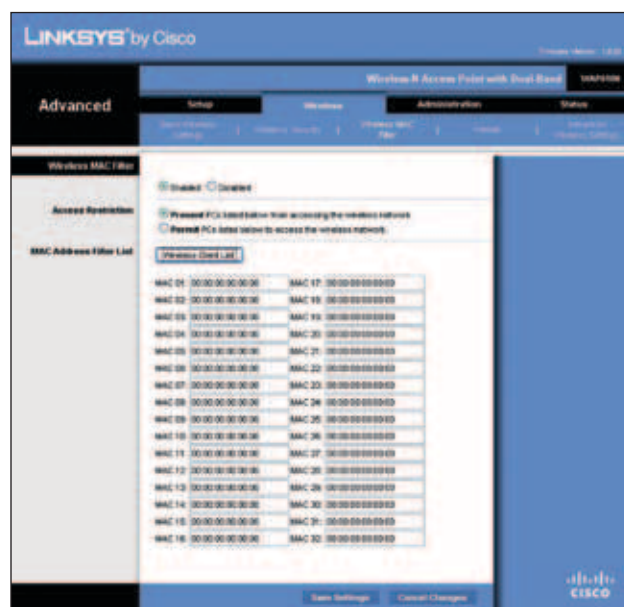 LINKSYS® by Cisco
Wireless-N Access Point with Dual-Band
Advanced
Setup
Wireless
Administration
Status
Wireless MAC Filter
Wireless MAC Filter
Enabled Disabled
Access Restriction
Prevent PCs listed below from accessing the wireless network
Permit PCs listed below to access the wireless network
MAC Address Filter List
Wireless Client List
MAC 01: 00:00:00:00:00:00 MAC 17: 00:00:00:00:00:00
MAC 02: 00:00:00:00:00:00 MAC 18: 00:00:00:00:00:00
MAC 03: 00:00:00:00:00:00 MAC 19: 00:00:00:00:00:00
MAC 04: 00:00:00:00:00:00 MAC 20: 00:00:00:00:00:00
MAC 05: 00:00:00:00:00:00 MAC 21: 00:00:00:00:00:00
MAC 06: 00:00:00:00:00:00 MAC 22: 00:00:00:00:00:00
MAC 07: 00:00:00:00:00:00 MAC 23: 00:00:00:00:00:00
MAC 08: 00:00:00:00:00:00 MAC 24: 00:00:00:00:00:00
MAC 09: 00:00:00:00:00:00 MAC 25: 00:00:00:00:00:00
MAC 10: 00:00:00:00:00:00 MAC 26: 00:00:00:00:00:00
MAC 11: 00:00:00:00:00:00 MAC 27: 00:00:00:00:00:00
MAC 12: 00:00:00:00:00:00 MAC 28: 00:00:00:00:00:00
MAC 13: 00:00:00:00:00:00 MAC 29: 00:00:00:00:00:00
MAC 14: 00:00:00:00:00:00 MAC 30: 00:00:00:00:00:00
MAC 15: 00:00:00:00:00:00 MAC 31: 00:00:00:00:00:00
MAC 16: 00:00:00:00:00:00 MAC 32: 00:00:00:00:00:00
Save Settings Cancel Changes
CISCO